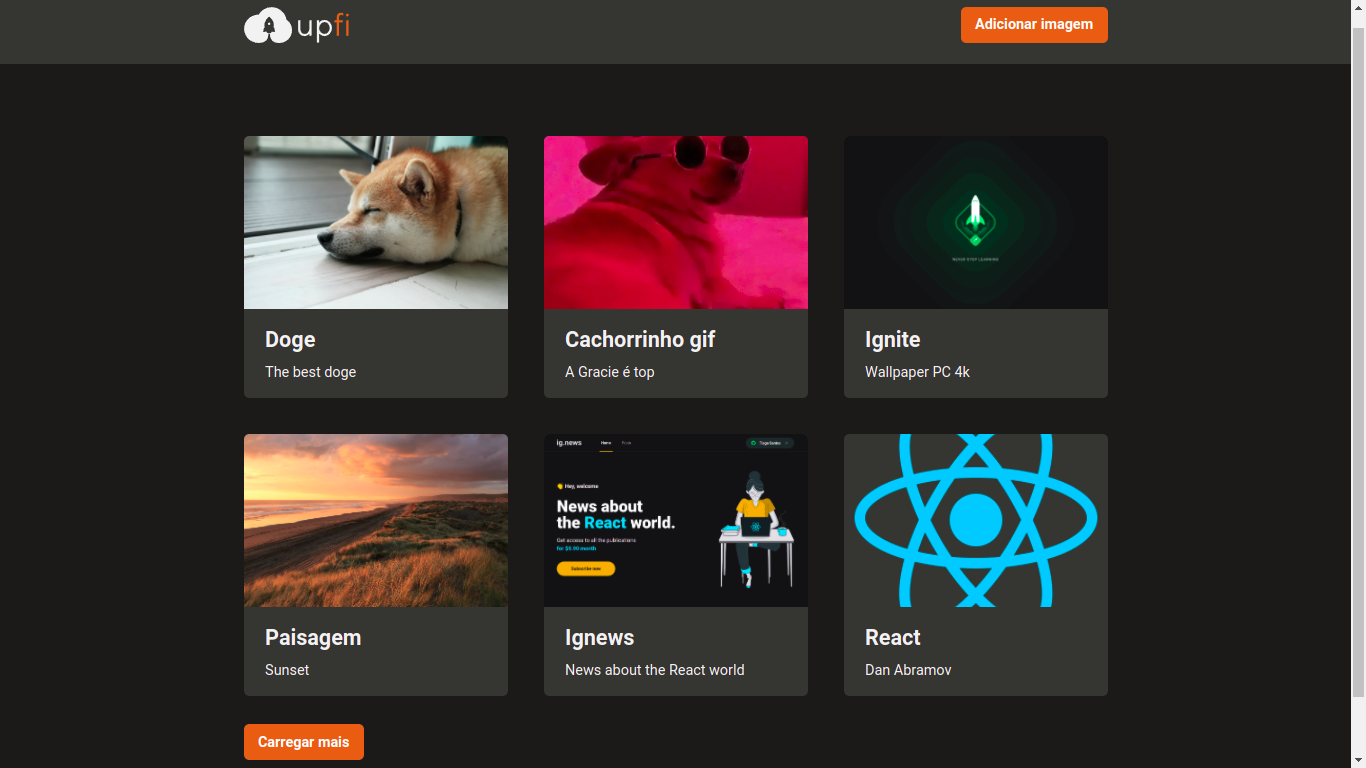 upfi
Adicionar imagem
Doge
The best doge
Cachorrinho gif
A Gracie é top
NEVER STOP LEARNING
Ignite
Wallpaper PC 4k
Paisagem
Sunset
ig.news
Home
Posts
👏 Hey, welcome
News about
the React world.
Get access to all the publications
for $9.90 month
Subscribe now
Ignews
News about the React world
React
Dan Abramov
Carregar mais